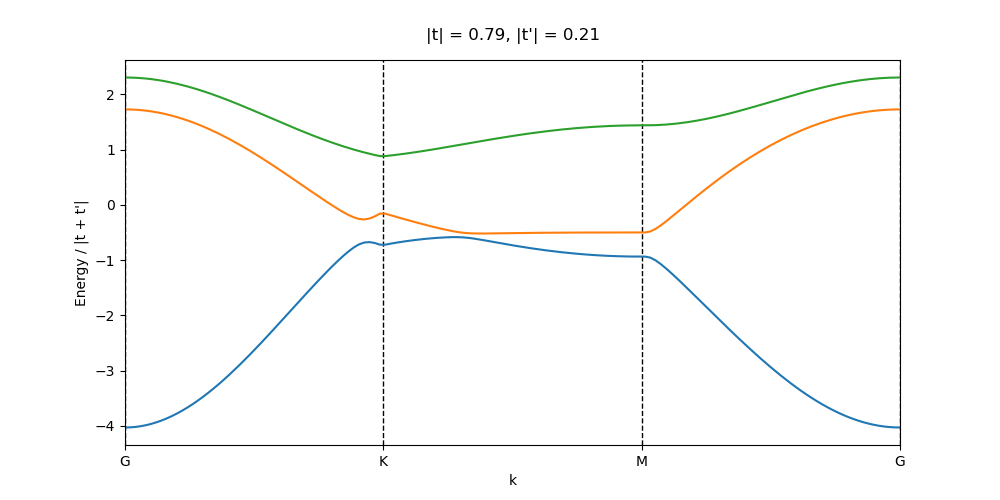 |t| = 0.79, |t'| = 0.21
Energy / |t + t'|
2
1
0
−1
−2
−3
−4
G K M G
k